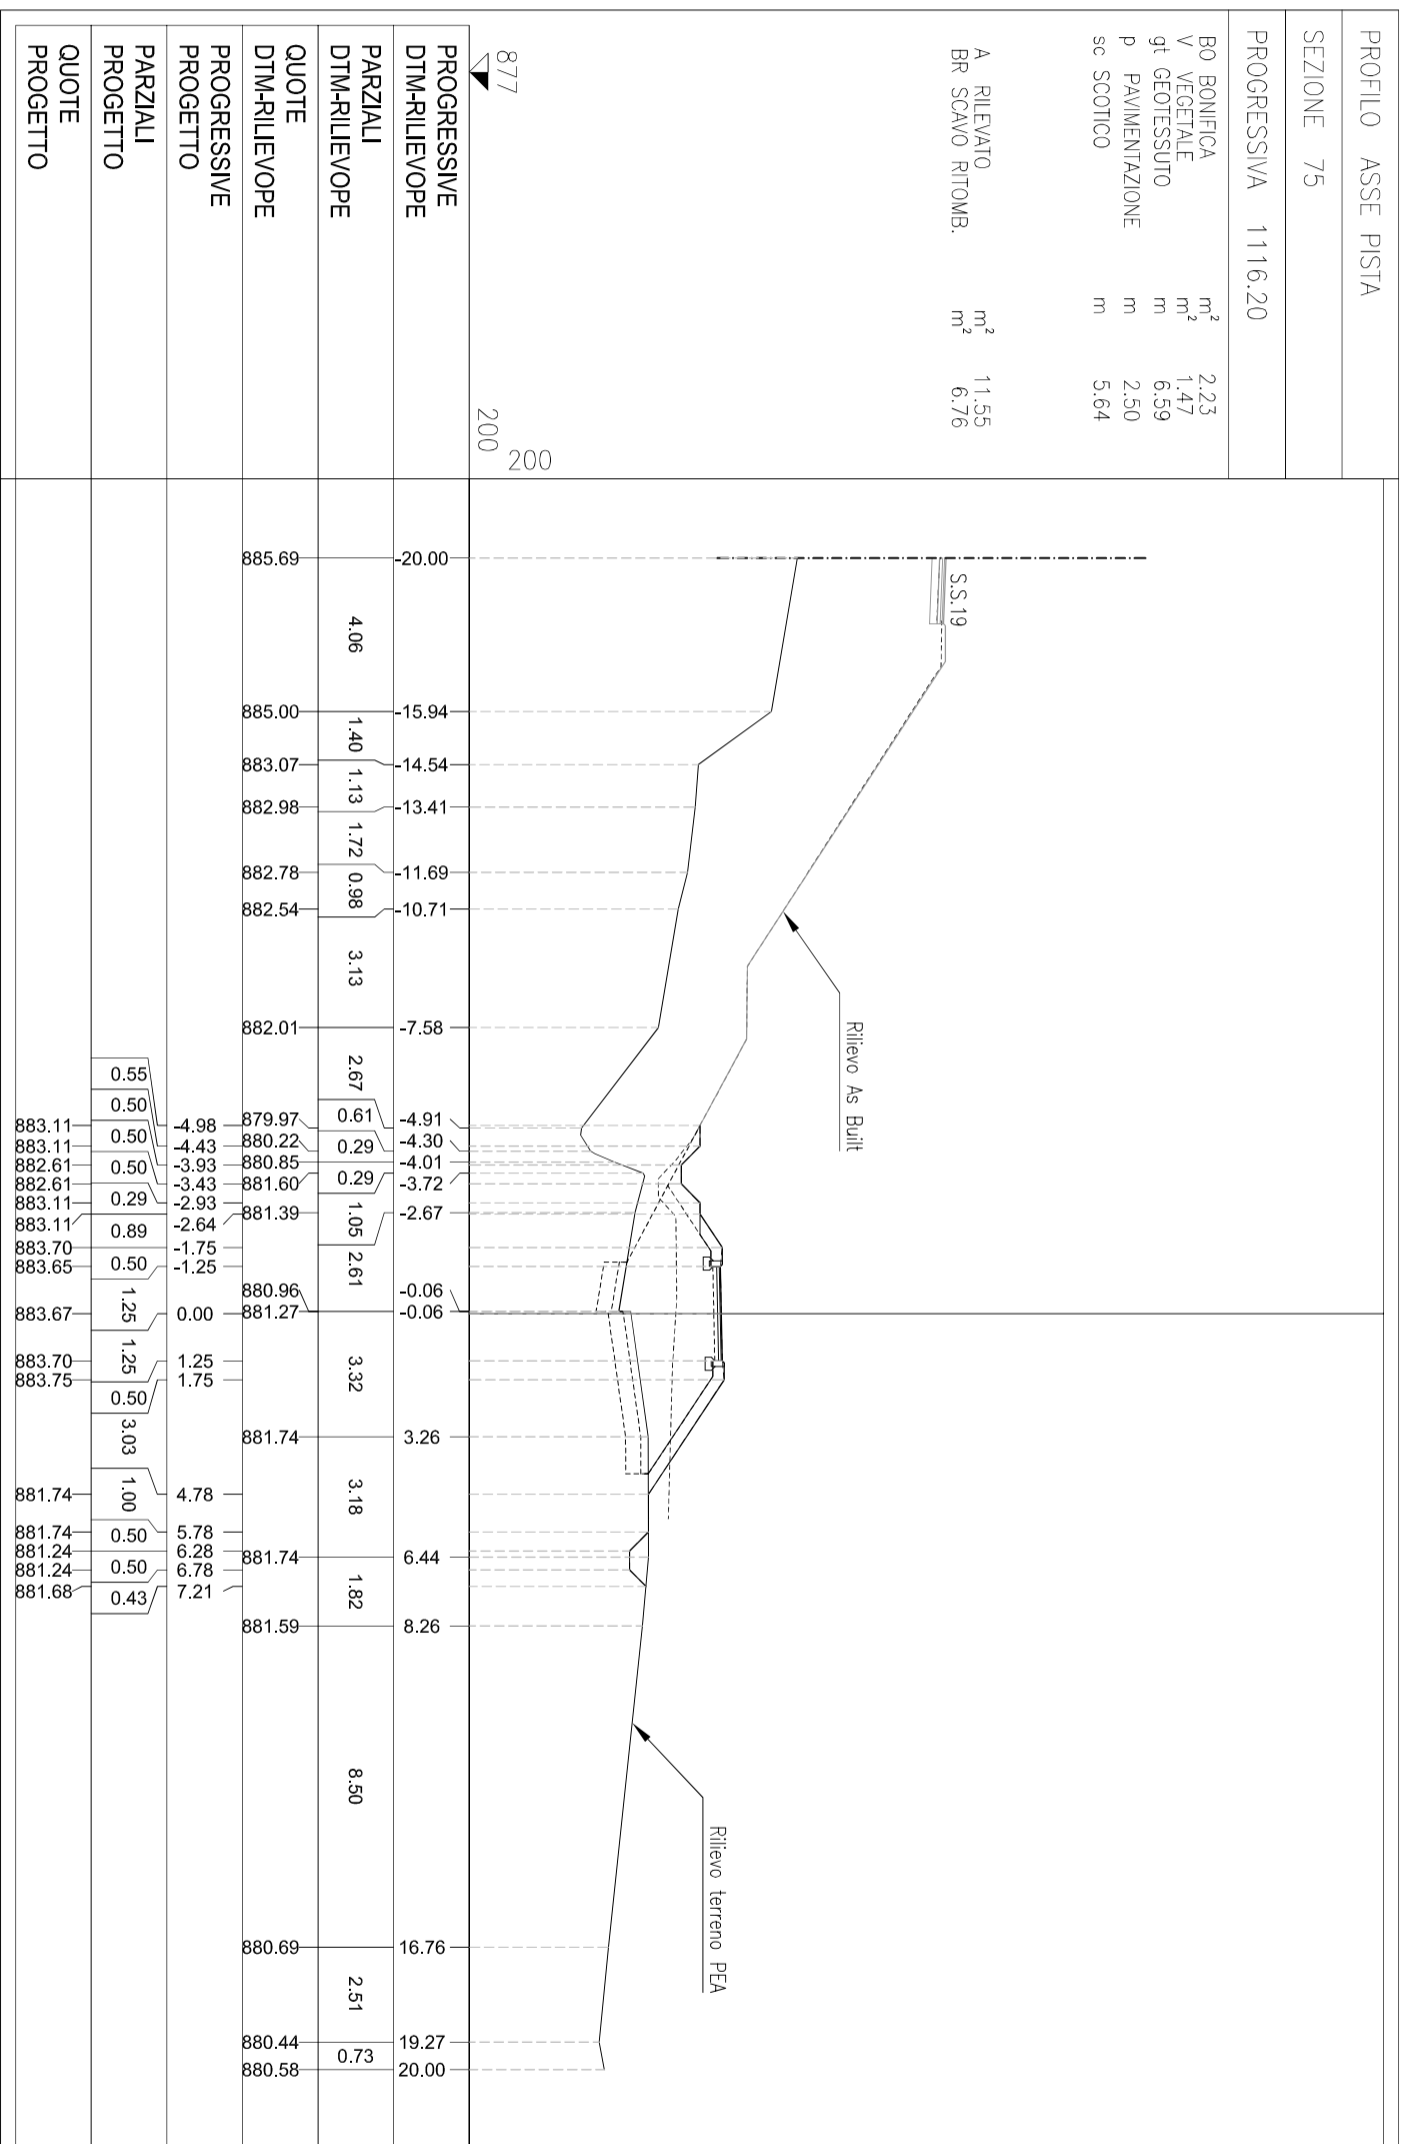 PROFILO ASSE PISTA
SEZIONE 75
PROGRESSIVA 1116.20
BO BONIFICA m² 2.23
V VEGETALE m² 1.47
gt GEOTESSUTO m 6.59
p PAVIMENTAZIONE m 2.50
sc SCOTICO m 5.64
A RILEVATO m² 11.55
BR SCAVO RITOMB. m² 6.76
S.S.19
Rilievo As Built
Rilievo terreno PEA
200
200
877
PROGRESSIVE
DTM-RILIEVOPE
-20.00 -15.94 -14.54 -13.41 -11.69 -10.71 -7.58 -4.91 -4.30 -4.01 -3.72 -2.67 -0.06 -0.06 3.26 6.44 8.26 16.76 19.27 20.00
PARZIALI
DTM-RILIEVOPE
4.06 1.40 1.13 1.72 0.98 3.13 2.67 0.61 0.29 0.29 1.05 2.61 3.32 3.18 1.82 8.50 2.51 0.73
QUOTE
DTM-RILIEVOPE
885.69 885.00 883.07 882.98 882.78 882.54 882.01 879.97 880.22 880.85 881.60 881.39 880.96 881.27 881.74 881.74 881.59 880.69 880.44 880.58
PROGRESSIVE
PROGETTO
-4.98 -4.43 -3.93 -3.43 -2.93 -2.64 -1.75 -1.25 0.00 1.25 1.75 4.78 5.78 6.28 6.78 7.21
PARZIALI
PROGETTO
0.55 0.50 0.50 0.50 0.29 0.89 0.50 1.25 1.25 0.50 3.03 1.00 0.50 0.50 0.43
QUOTE
PROGETTO
883.11 883.11 882.61 882.61 883.11 883.11 883.70 883.65 883.67 883.70 883.75 881.74 881.74 881.24 881.24 881.68